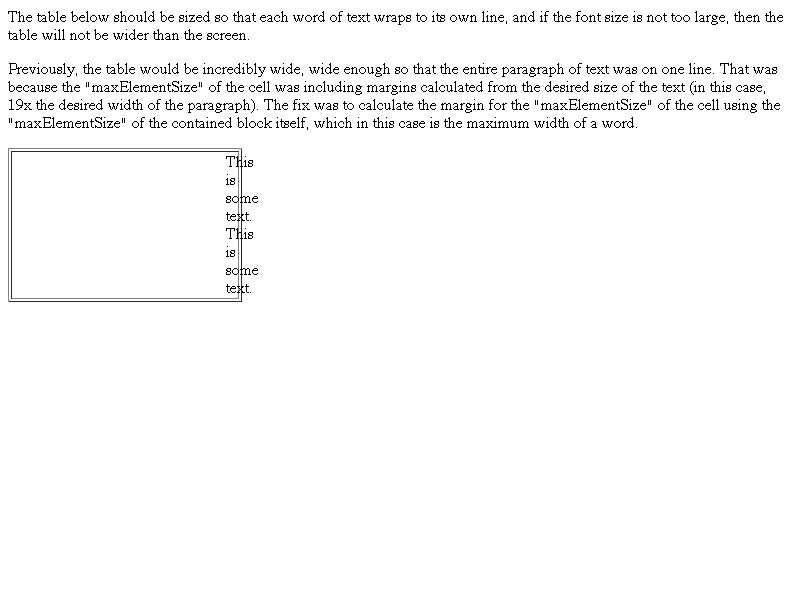 The table below should be sized so that each word of text wraps to its own line, and if the font size is not too large, then the
table will not be wider than the screen.
Previously, the table would be incredibly wide, wide enough so that the entire paragraph of text was on one line. That was
because the "maxElementSize" of the cell was including margins calculated from the desired size of the text (in this case,
19x the desired width of the paragraph). The fix was to calculate the margin for the "maxElementSize" of the cell using the
"maxElementSize" of the contained block itself, which in this case is the maximum width of a word.
This
is
some
text.
This
is
some
text.